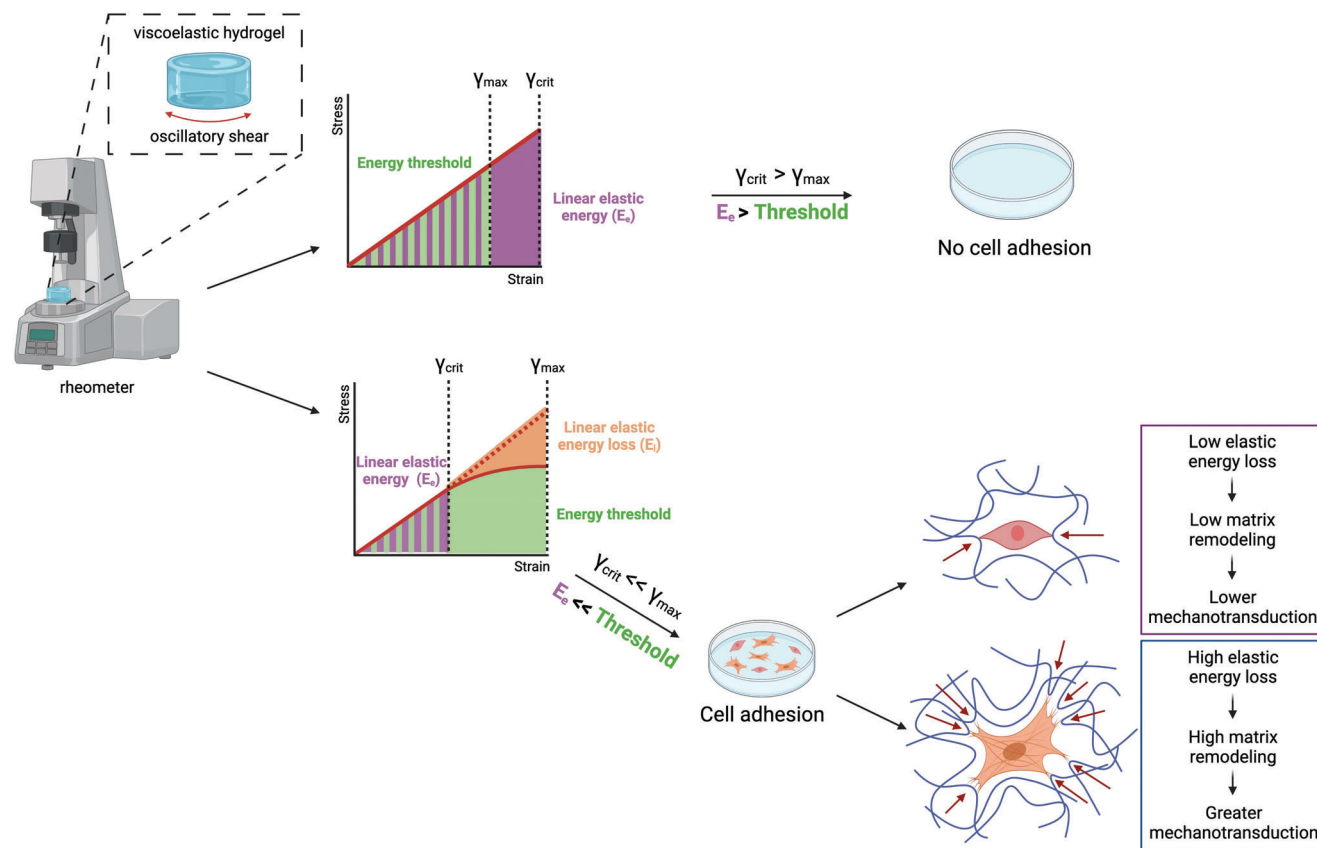 viscoelastic hydrogel
oscillatory shear
rheometer
γmax
γcrit
Stress
Energy threshold
Linear elastic
energy (Ee)
Strain
γcrit > γmax
Ee > Threshold
No cell adhesion
γcrit
γmax
Stress
Linear elastic
energy loss (El)
Linear elastic
energy (Ee)
Energy threshold
Strain
γcrit << γmax
Ee << Threshold
Cell adhesion
Low elastic
energy loss
Low matrix
remodeling
Lower
mechanotransduction
High elastic
energy loss
High matrix
remodeling
Greater
mechanotransduction